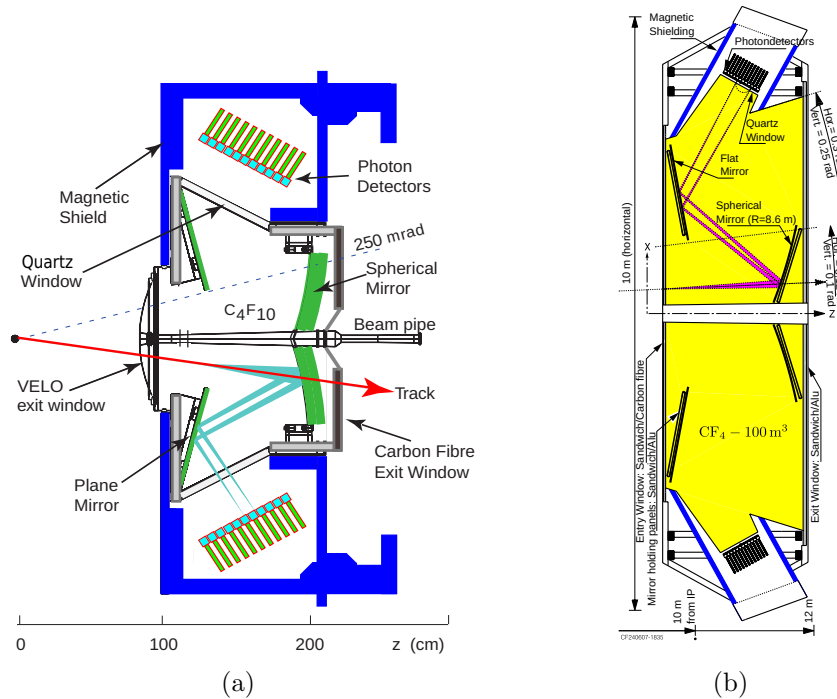 Magnetic
Shield
Photon
Detectors
Quartz
Window
250 mrad
Spherical
Mirror
C4F10
Beam pipe
VELO
exit window
Track
Plane
Mirror
Carbon Fibre
Exit Window
0
100
200
z (cm)
(a)
Magnetic
Shielding
Photondetectors
Quartz
Window
Flat
Mirror
Spherical
Mirror (R=8.6 m)
Vert. = 0.25 rad
Vert. = 0.1 rad
10 m (horizontal)
X
Z
CF4 − 100 m³
Entry Window: Sandwich/Carbon fibre
Mirror holding panels: Sandwich/Alu
Exit Window: Sandwich/Alu
10 m
from IP
12 m
CF240607-1835
(b)